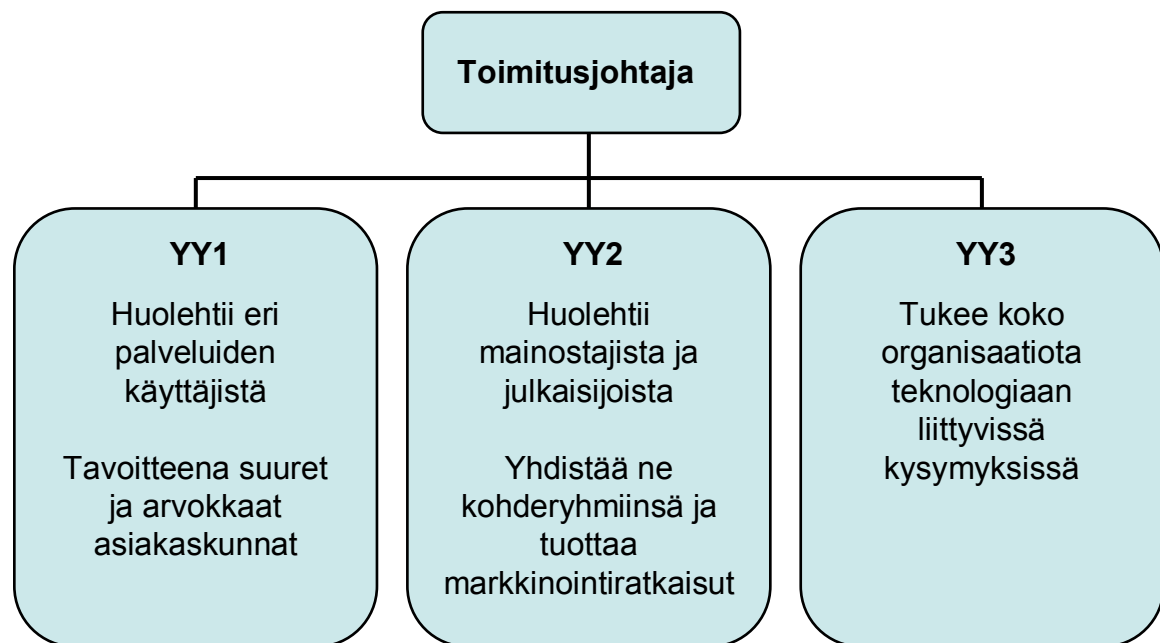 Toimitusjohtaja
YY1
Huolehtii eri
palveluiden
käyttäjistä
Tavoitteena suuret
ja arvokkaat
asiakaskunnat
YY2
Huolehtii
mainostajista ja
julkaisijoista
Yhdistää ne
kohderyhmiinsä ja
tuottaa
markkinointiratkaisut
YY3
Tukee koko
organisaatiota
teknologiaan
liittyvissä
kysymyksissä